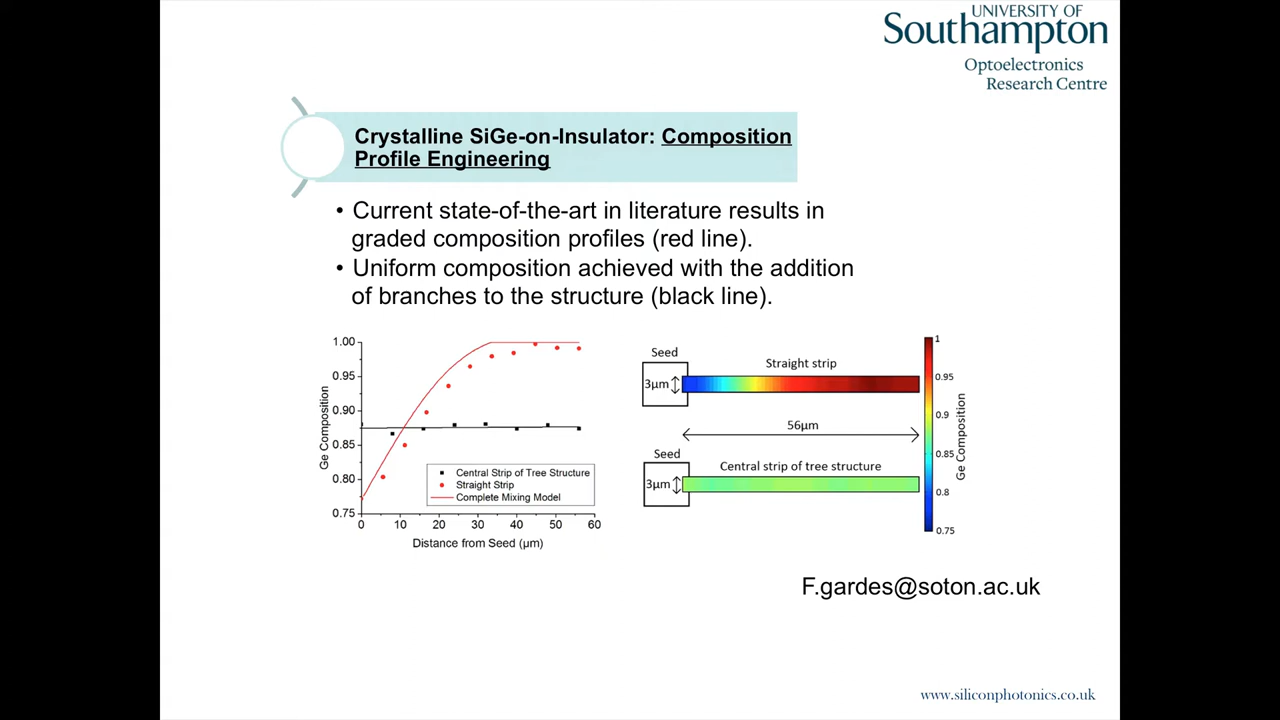 UNIVERSITY OF
Southampton
Optoelectronics
Research Centre
Crystalline SiGe-on-Insulator: Composition
Profile Engineering
• Current state-of-the-art in literature results in
graded composition profiles (red line).
• Uniform composition achieved with the addition
of branches to the structure (black line).
1.00
0.95
0.90
0.85
0.80
0.75
Ge Composition
Central Strip of Tree Structure
Straight Strip
Complete Mixing Model
0 10 20 30 40 50 60
Distance from Seed (µm)
Seed
Straight strip
3µm
56µm
Seed
Central strip of tree structure
3µm
1
0.95
0.9
0.85
0.8
0.75
Ge Composition
F.gardes@soton.ac.uk
www.siliconphotonics.co.uk